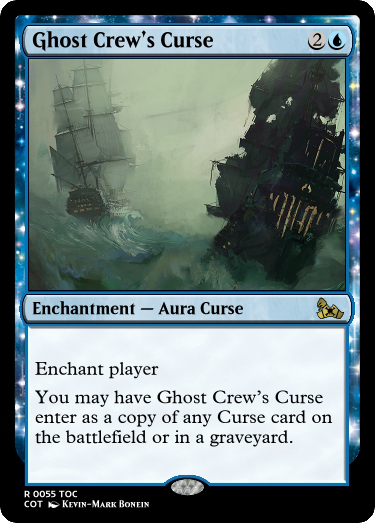 Ghost Crew's Curse 2
Enchantment — Aura Curse
Enchant player
You may have Ghost Crew's Curse
enter as a copy of any Curse card on
the battlefield or in a graveyard.
R 0055 TOC
COT Kevin-Mark Bonein